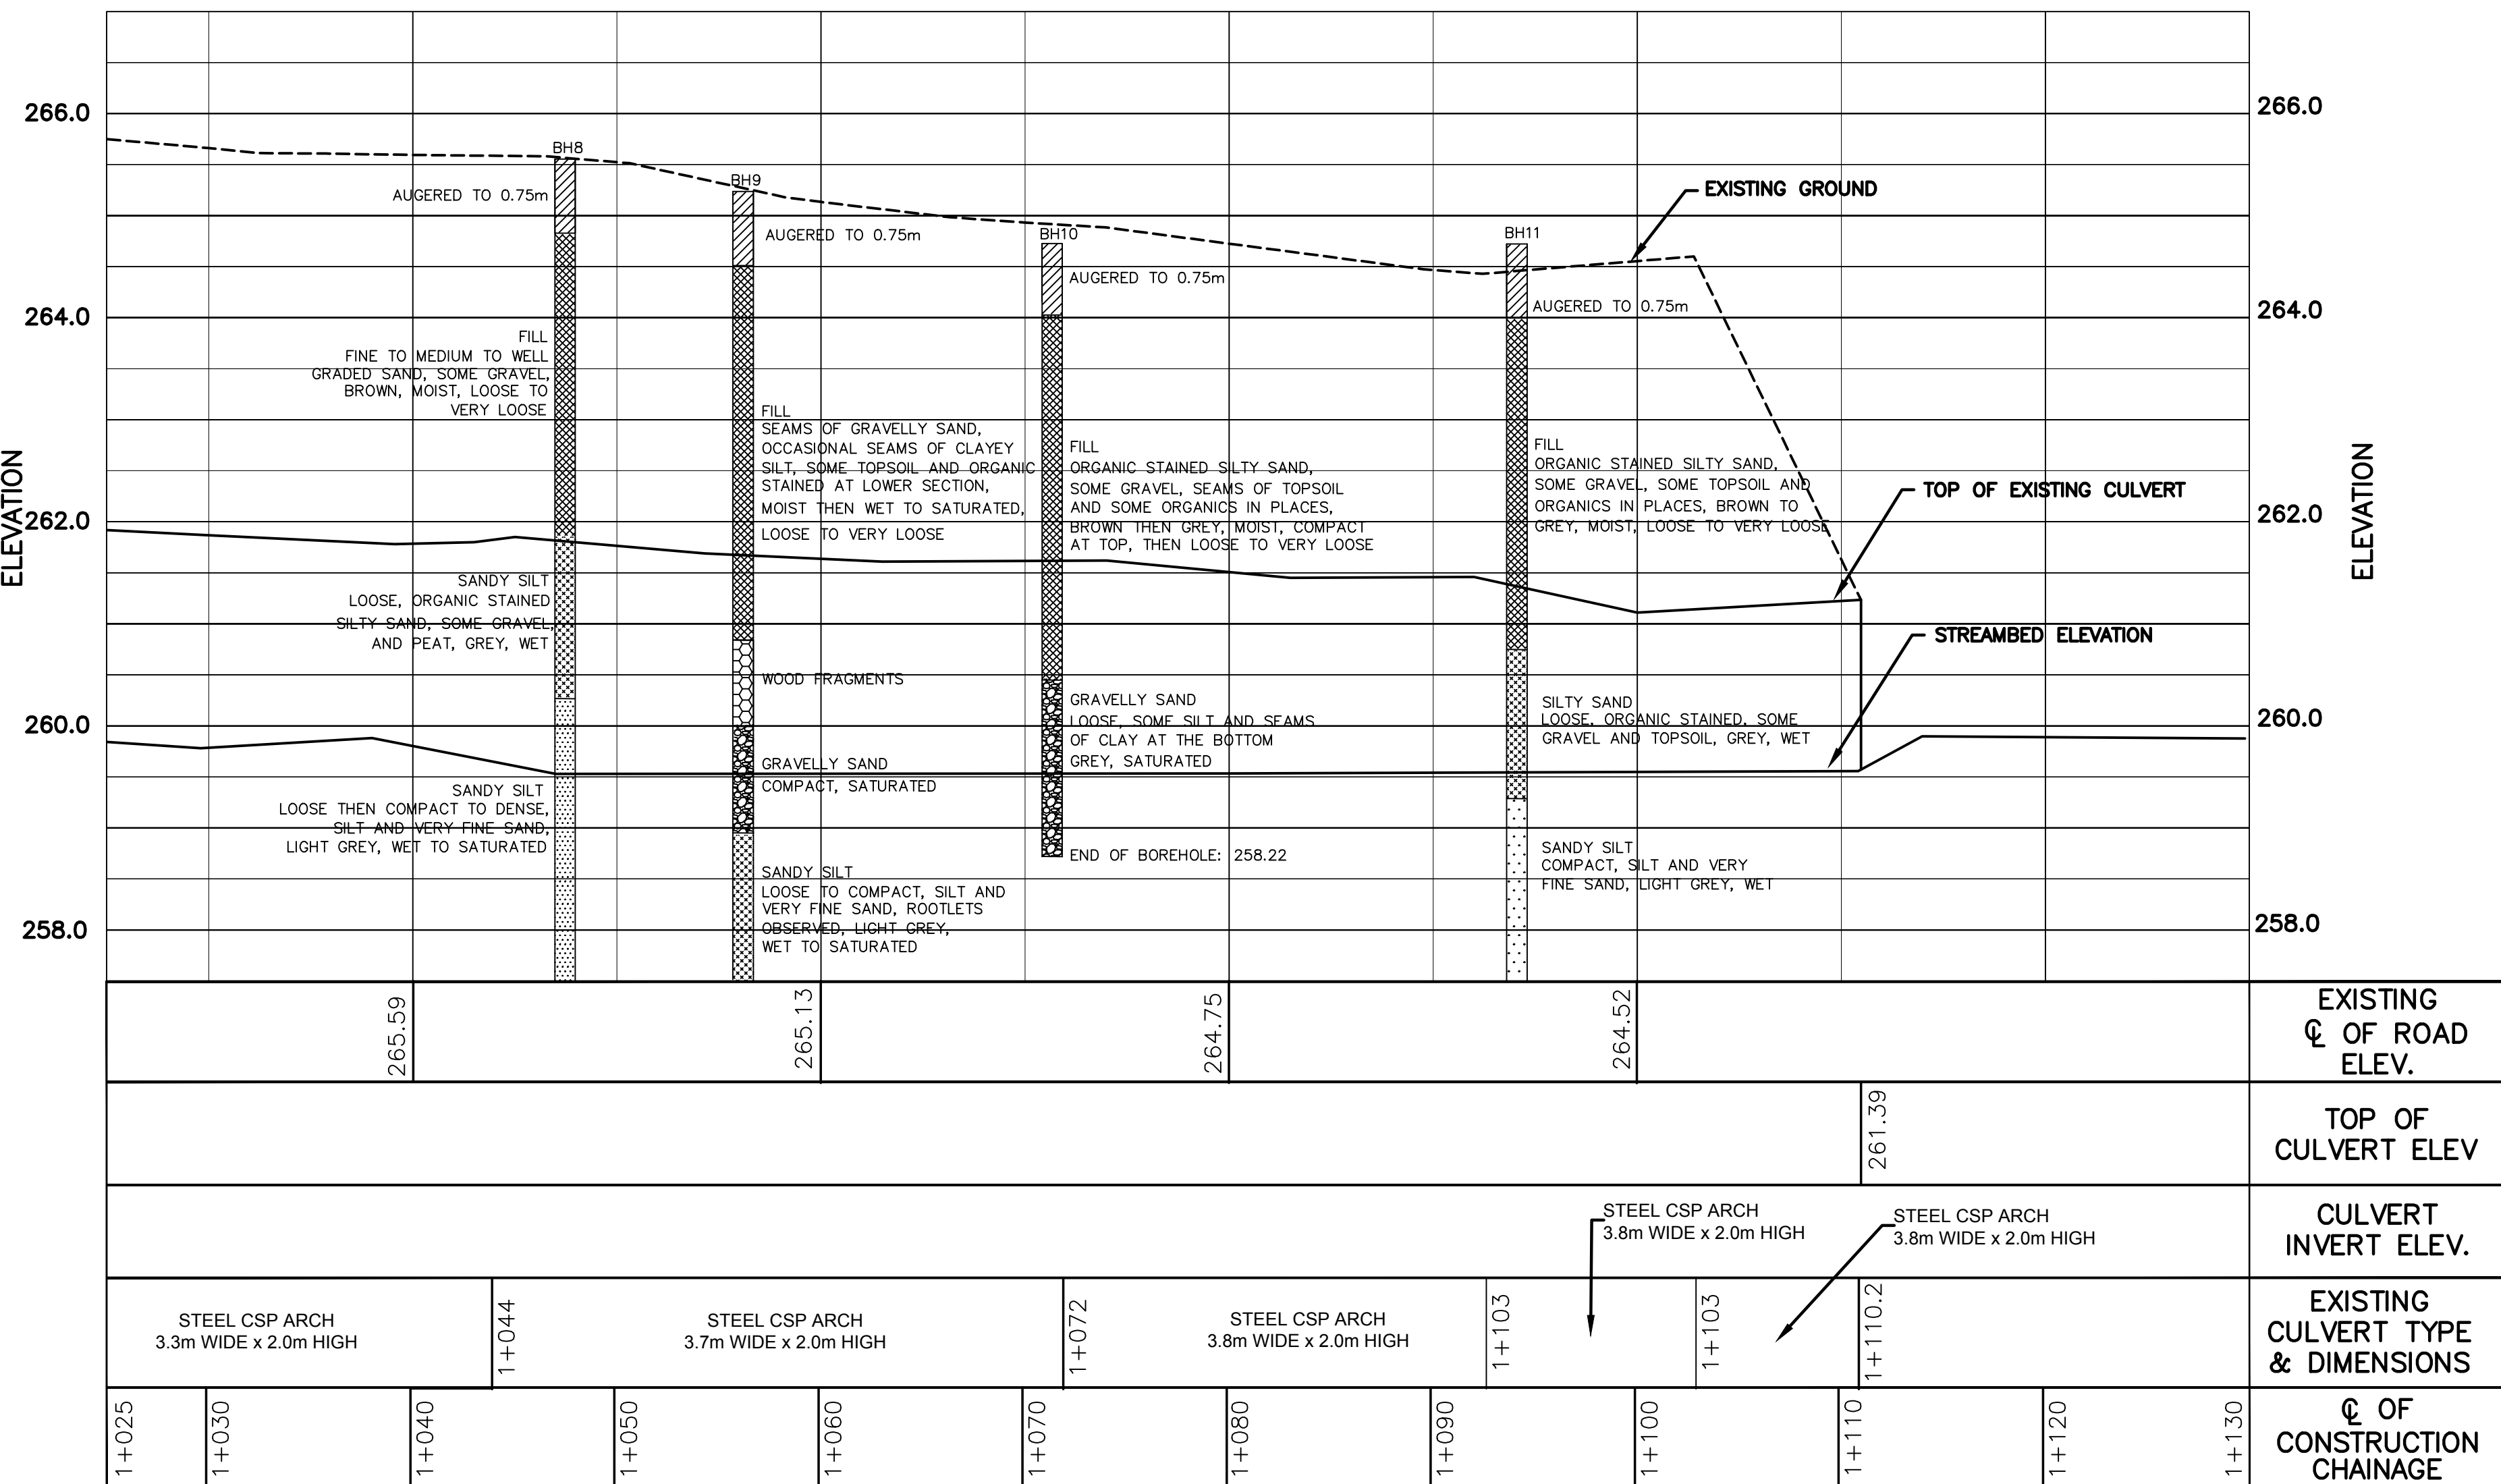 266.0
264.0
262.0
260.0
258.0
ELEVATION
266.0
264.0
262.0
260.0
258.0
ELEVATION
BH8
AUGERED TO 0.75m
FILL
FINE TO MEDIUM TO WELL
GRADED SAND, SOME GRAVEL,
BROWN, MOIST, LOOSE TO
VERY LOOSE
SANDY SILT
LOOSE, ORGANIC STAINED
SILTY SAND, SOME GRAVEL,
AND PEAT, GREY, WET
SANDY SILT
LOOSE THEN COMPACT TO DENSE,
SILT AND VERY FINE SAND,
LIGHT GREY, WET TO SATURATED
BH9
AUGERED TO 0.75m
FILL
SEAMS OF GRAVELLY SAND,
OCCASIONAL SEAMS OF CLAYEY
SILT, SOME TOPSOIL AND ORGANIC
STAINED AT LOWER SECTION,
MOIST THEN WET TO SATURATED,
LOOSE TO VERY LOOSE
WOOD FRAGMENTS
GRAVELLY SAND
COMPACT, SATURATED
SANDY SILT
LOOSE TO COMPACT, SILT AND
VERY FINE SAND, ROOTLETS
OBSERVED, LIGHT GREY,
WET TO SATURATED
BH10
AUGERED TO 0.75m
FILL
ORGANIC STAINED SILTY SAND,
SOME GRAVEL, SEAMS OF TOPSOIL
AND SOME ORGANICS IN PLACES,
BROWN THEN GREY, MOIST, COMPACT
AT TOP, THEN LOOSE TO VERY LOOSE
GRAVELLY SAND
LOOSE, SOME SILT AND SEAMS
OF CLAY AT THE BOTTOM
GREY, SATURATED
END OF BOREHOLE: 258.22
BH11
AUGERED TO 0.75m
FILL
ORGANIC STAINED SILTY SAND,
SOME GRAVEL, SOME TOPSOIL AND
ORGANICS IN PLACES, BROWN TO
GREY, MOIST, LOOSE TO VERY LOOSE
SILTY SAND
LOOSE, ORGANIC STAINED, SOME
GRAVEL AND TOPSOIL, GREY, WET
SANDY SILT
COMPACT, SILT AND VERY
FINE SAND, LIGHT GREY, WET
EXISTING GROUND
TOP OF EXISTING CULVERT
STREAMBED ELEVATION
265.59
265.13
264.75
264.52
EXISTING
℄ OF ROAD
ELEV.
261.39
TOP OF
CULVERT ELEV
STEEL CSP ARCH
3.8m WIDE x 2.0m HIGH
STEEL CSP ARCH
3.8m WIDE x 2.0m HIGH
CULVERT
INVERT ELEV.
STEEL CSP ARCH
3.3m WIDE x 2.0m HIGH
1+044
STEEL CSP ARCH
3.7m WIDE x 2.0m HIGH
1+072
STEEL CSP ARCH
3.8m WIDE x 2.0m HIGH
1+103
1+103
1+110.2
EXISTING
CULVERT TYPE
& DIMENSIONS
1+025
1+030
1+040
1+050
1+060
1+070
1+080
1+090
1+100
1+110
1+120
1+130
℄ OF
CONSTRUCTION
CHAINAGE